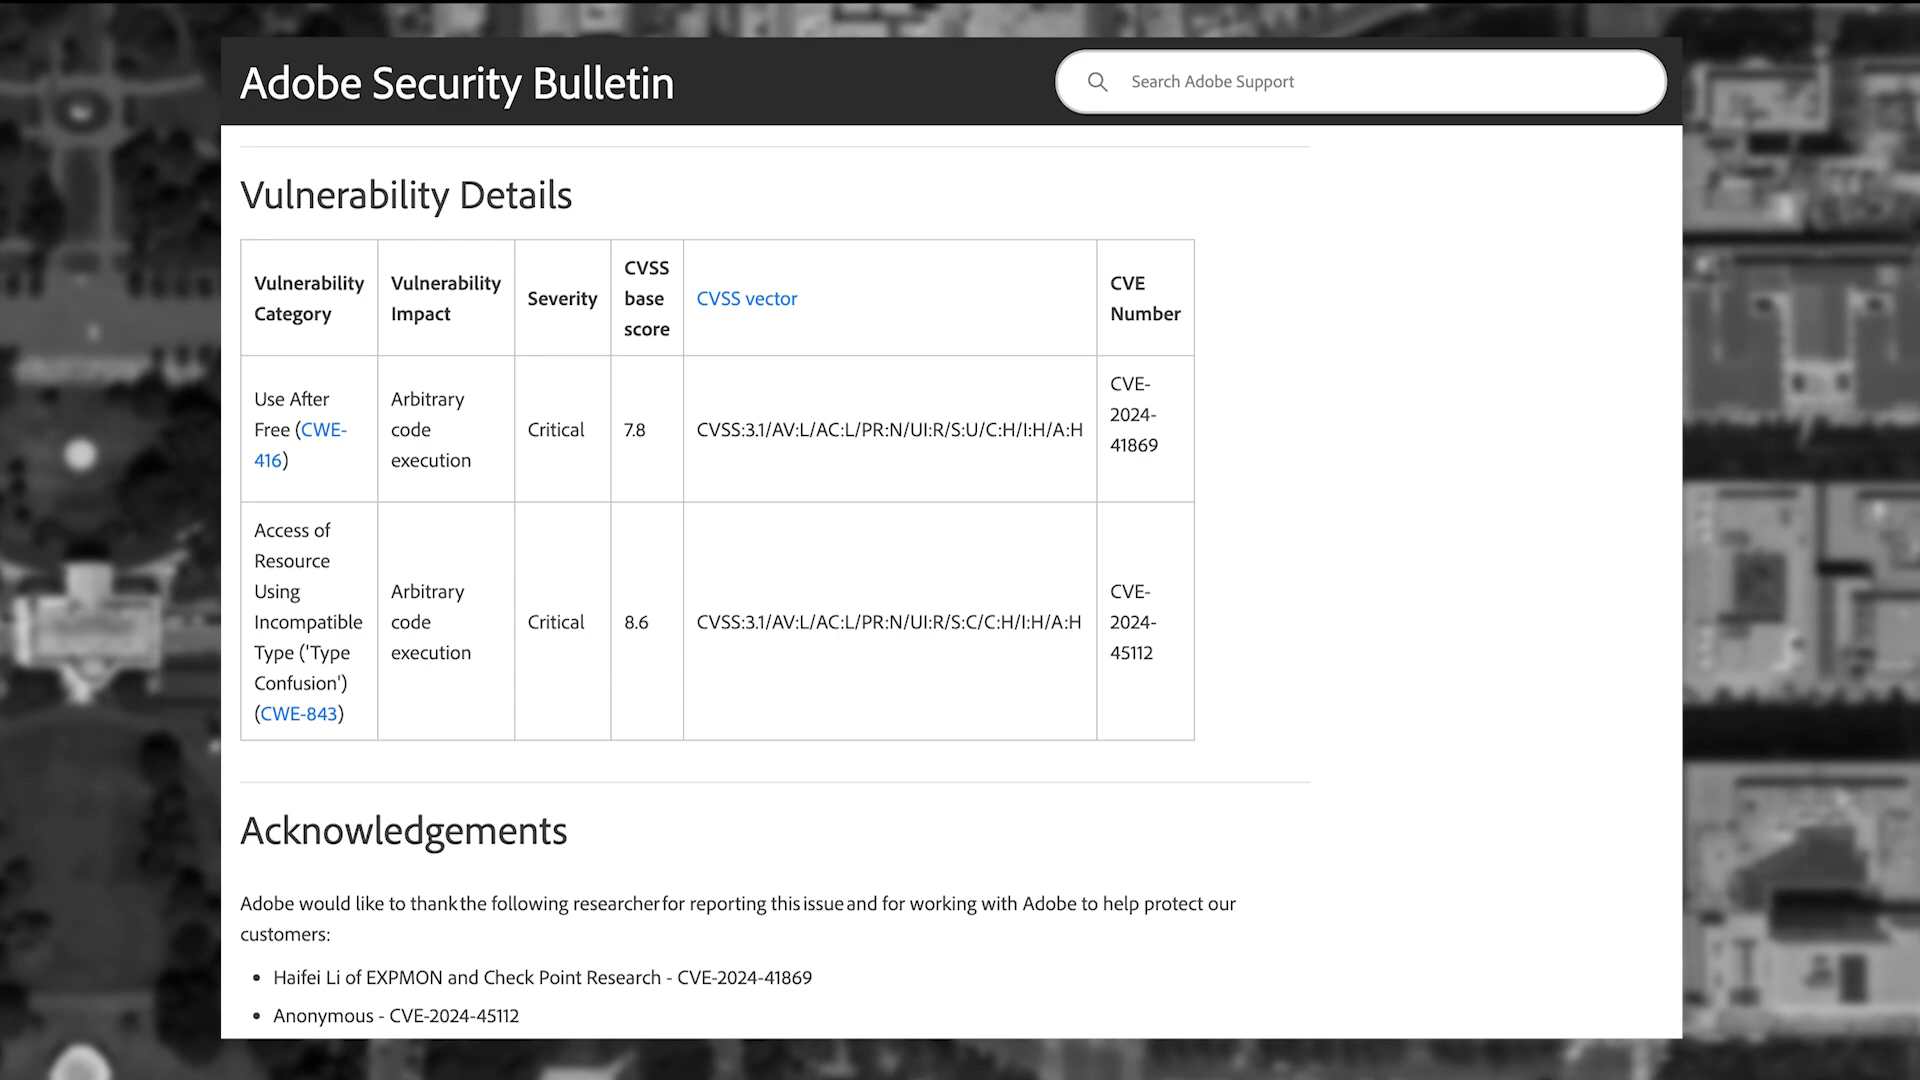 Adobe Security Bulletin
Search Adobe Support
Vulnerability Details
Vulnerability
Category
Vulnerability
Impact
Severity
CVSS
base
score
CVSS vector
CVE
Number
Use After
Free (CWE-
416)
Arbitrary
code
execution
Critical
7.8
CVSS:3.1/AV:L/AC:L/PR:N/UI:R/S:U/C:H/I:H/A:H
CVE-
2024-
41869
Access of
Resource
Using
Incompatible
Type ('Type
Confusion')
(CWE-843)
Arbitrary
code
execution
Critical
8.6
CVSS:3.1/AV:L/AC:L/PR:N/UI:R/S:C/C:H/I:H/A:H
CVE-
2024-
45112
Acknowledgements
Adobe would like to thank the following researcher for reporting this issue and for working with Adobe to help protect our
customers:
• Haifei Li of EXPMON and Check Point Research - CVE-2024-41869
• Anonymous - CVE-2024-45112